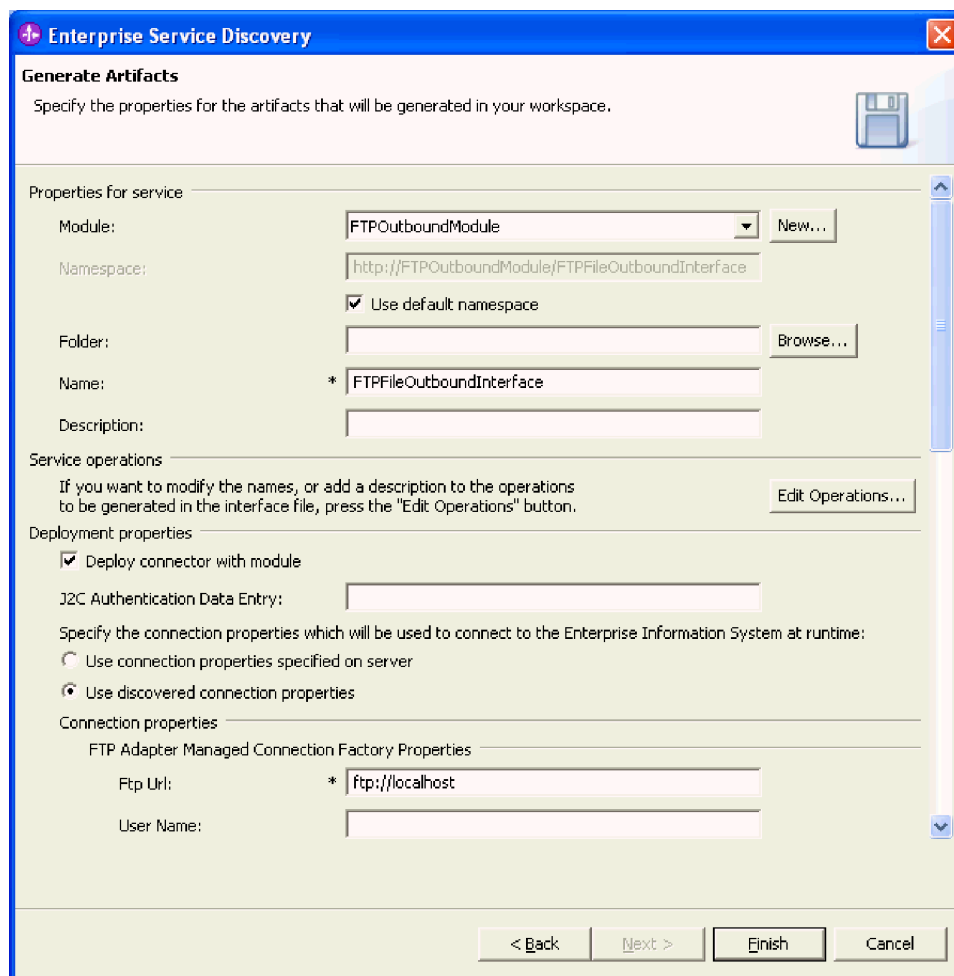 Enterprise Service Discovery
Generate Artifacts
Specify the properties for the artifacts that will be generated in your workspace.
Properties for service
Module: FTPOutboundModule New...
Namespace: http://FTPOutboundModule/FTPFileOutboundInterface
Use default namespace
Folder: Browse...
Name: * FTPFileOutboundInterface
Description:
Service operations
If you want to modify the names, or add a description to the operations
to be generated in the interface file, press the "Edit Operations" button.
Edit Operations...
Deployment properties
Deploy connector with module
J2C Authentication Data Entry:
Specify the connection properties which will be used to connect to the Enterprise Information System at runtime:
Use connection properties specified on server
Use discovered connection properties
Connection properties
FTP Adapter Managed Connection Factory Properties
Ftp Url: * ftp://localhost
User Name:
< Back Next > Finish Cancel